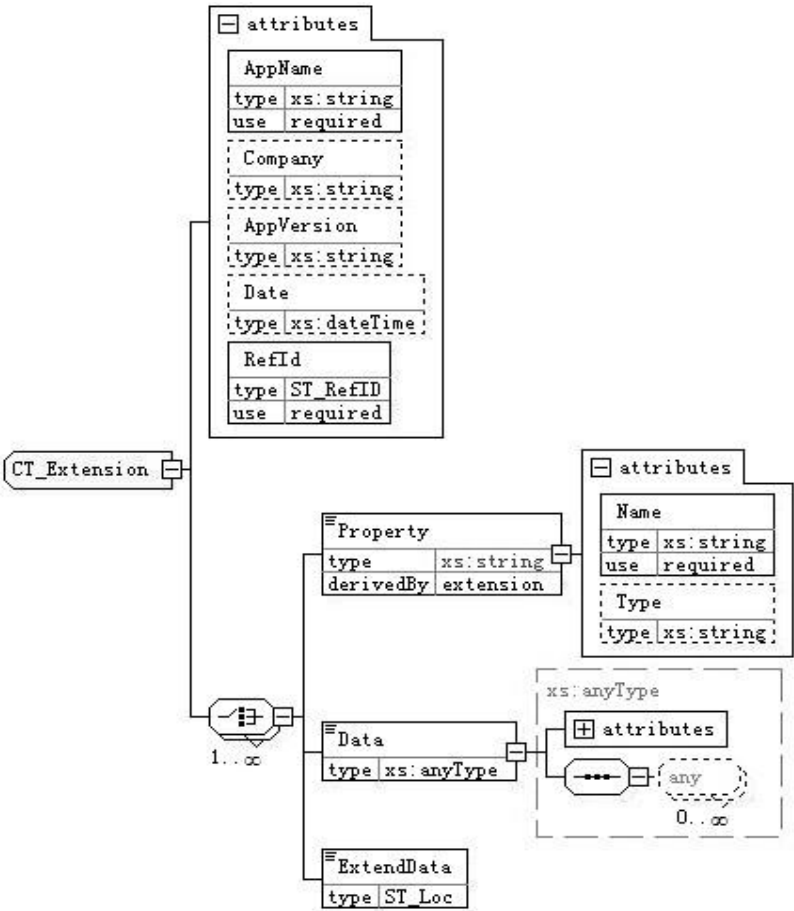 attributes
AppName
type xs:string
use required
Company
type xs:string
AppVersion
type xs:string
Date
type xs:dateTime
RefId
type ST_RefID
use required
CT_Extension
attributes
Name
type xs:string
use required
Type
type xs:string
Property
type xs:string
derivedBy extension
1..∞
xs:anyType
attributes
any
0..∞
Data
type xs:anyType
ExtendData
type ST_Loc